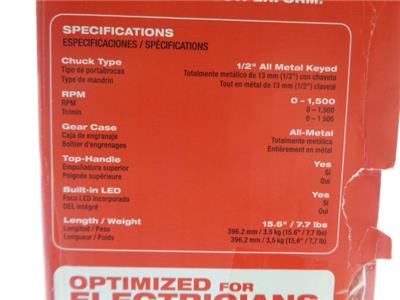 SPECIFICATIONS
ESPECIFICACIONES / SPÉCIFICATIONS
Chuck Type 1/2" All Metal Keyed
Tipo de portabrocas Totalmente metálico de 13 mm (1/2") con chaveta
Type de mandrin Tout en métal de 13 mm (1/2") claveté
RPM 0 – 1,500
RPM 0 – 1,500
Tr/min 0 – 1 500
Gear Case All-Metal
Caja de engranaje Totalmente metálica
Boîtier d'engrenages Entièrement en métal
Top-Handle Yes
Empuñadura superior Sí
Poignée supérieure Oui
Built-in LED Yes
Foco LED incorporado Sí
DEL intégré Oui
Length / Weight 15.6" / 7.7 lbs
Longitad / Peso 396.2 mm / 3.5 kg (15.6" / 7.7 lb)
Longueur / Poids 396,2 mm / 3,5 kg (15,6" / 7,7 lb)
OPTIMIZED FOR
ELECTRICIANS